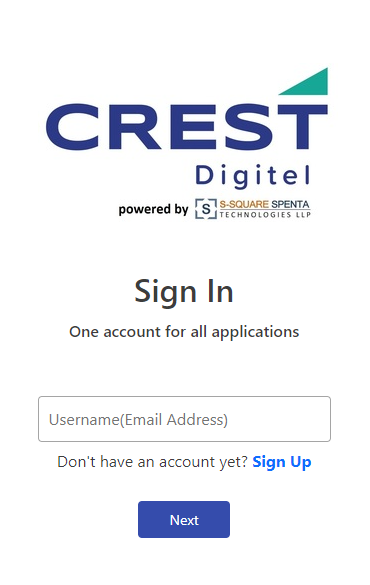 CREST
Digitel
powered by S S-SQUARE SPENTA
TECHNOLOGIES LLP
Sign In
One account for all applications
Username(Email Address)
Don't have an account yet? Sign Up
Next